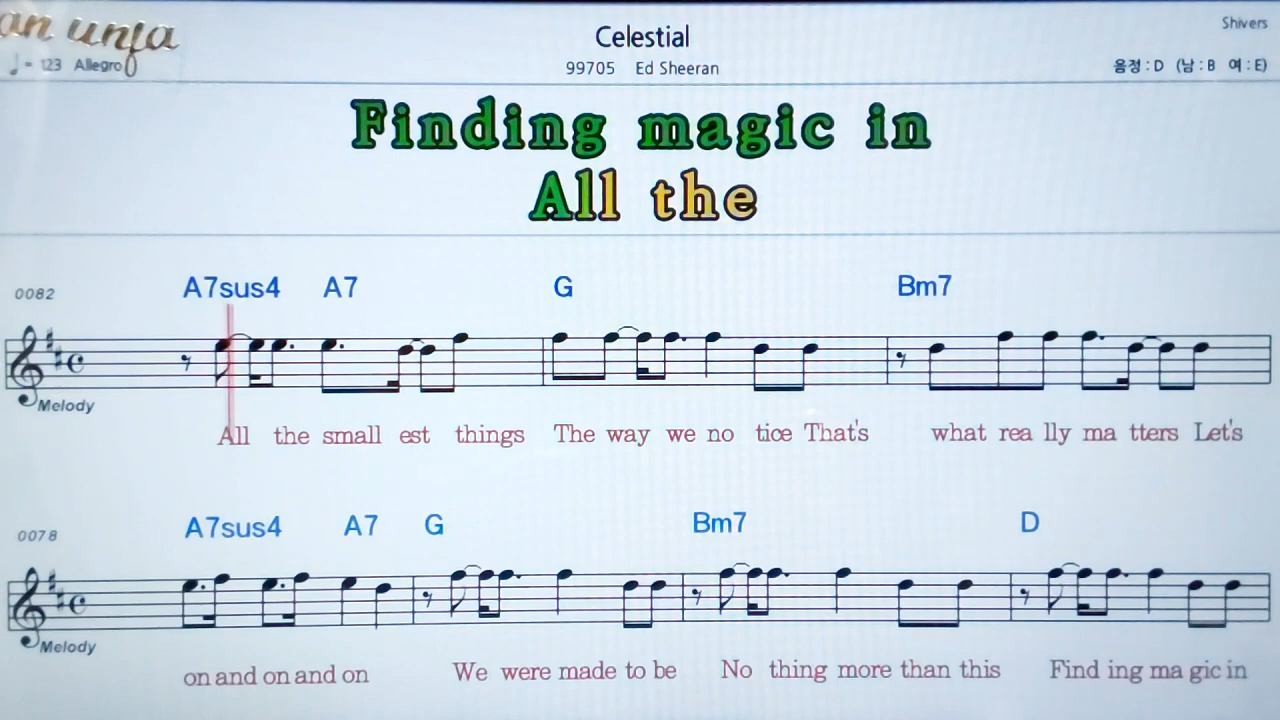 an unfa
Celestial
Shivers
♩= 123 Allegro
99705 Ed Sheeran
음정 : D (남 : B 여 : E)
Finding magic in
All the
0082
A7sus4 A7 G Bm7
Melody
All the small est things The way we no tice That's what rea lly ma tters Let's
0078
A7sus4 A7 G Bm7 D
Melody
on and on and on We were made to be No thing more than this Find ing ma gic in